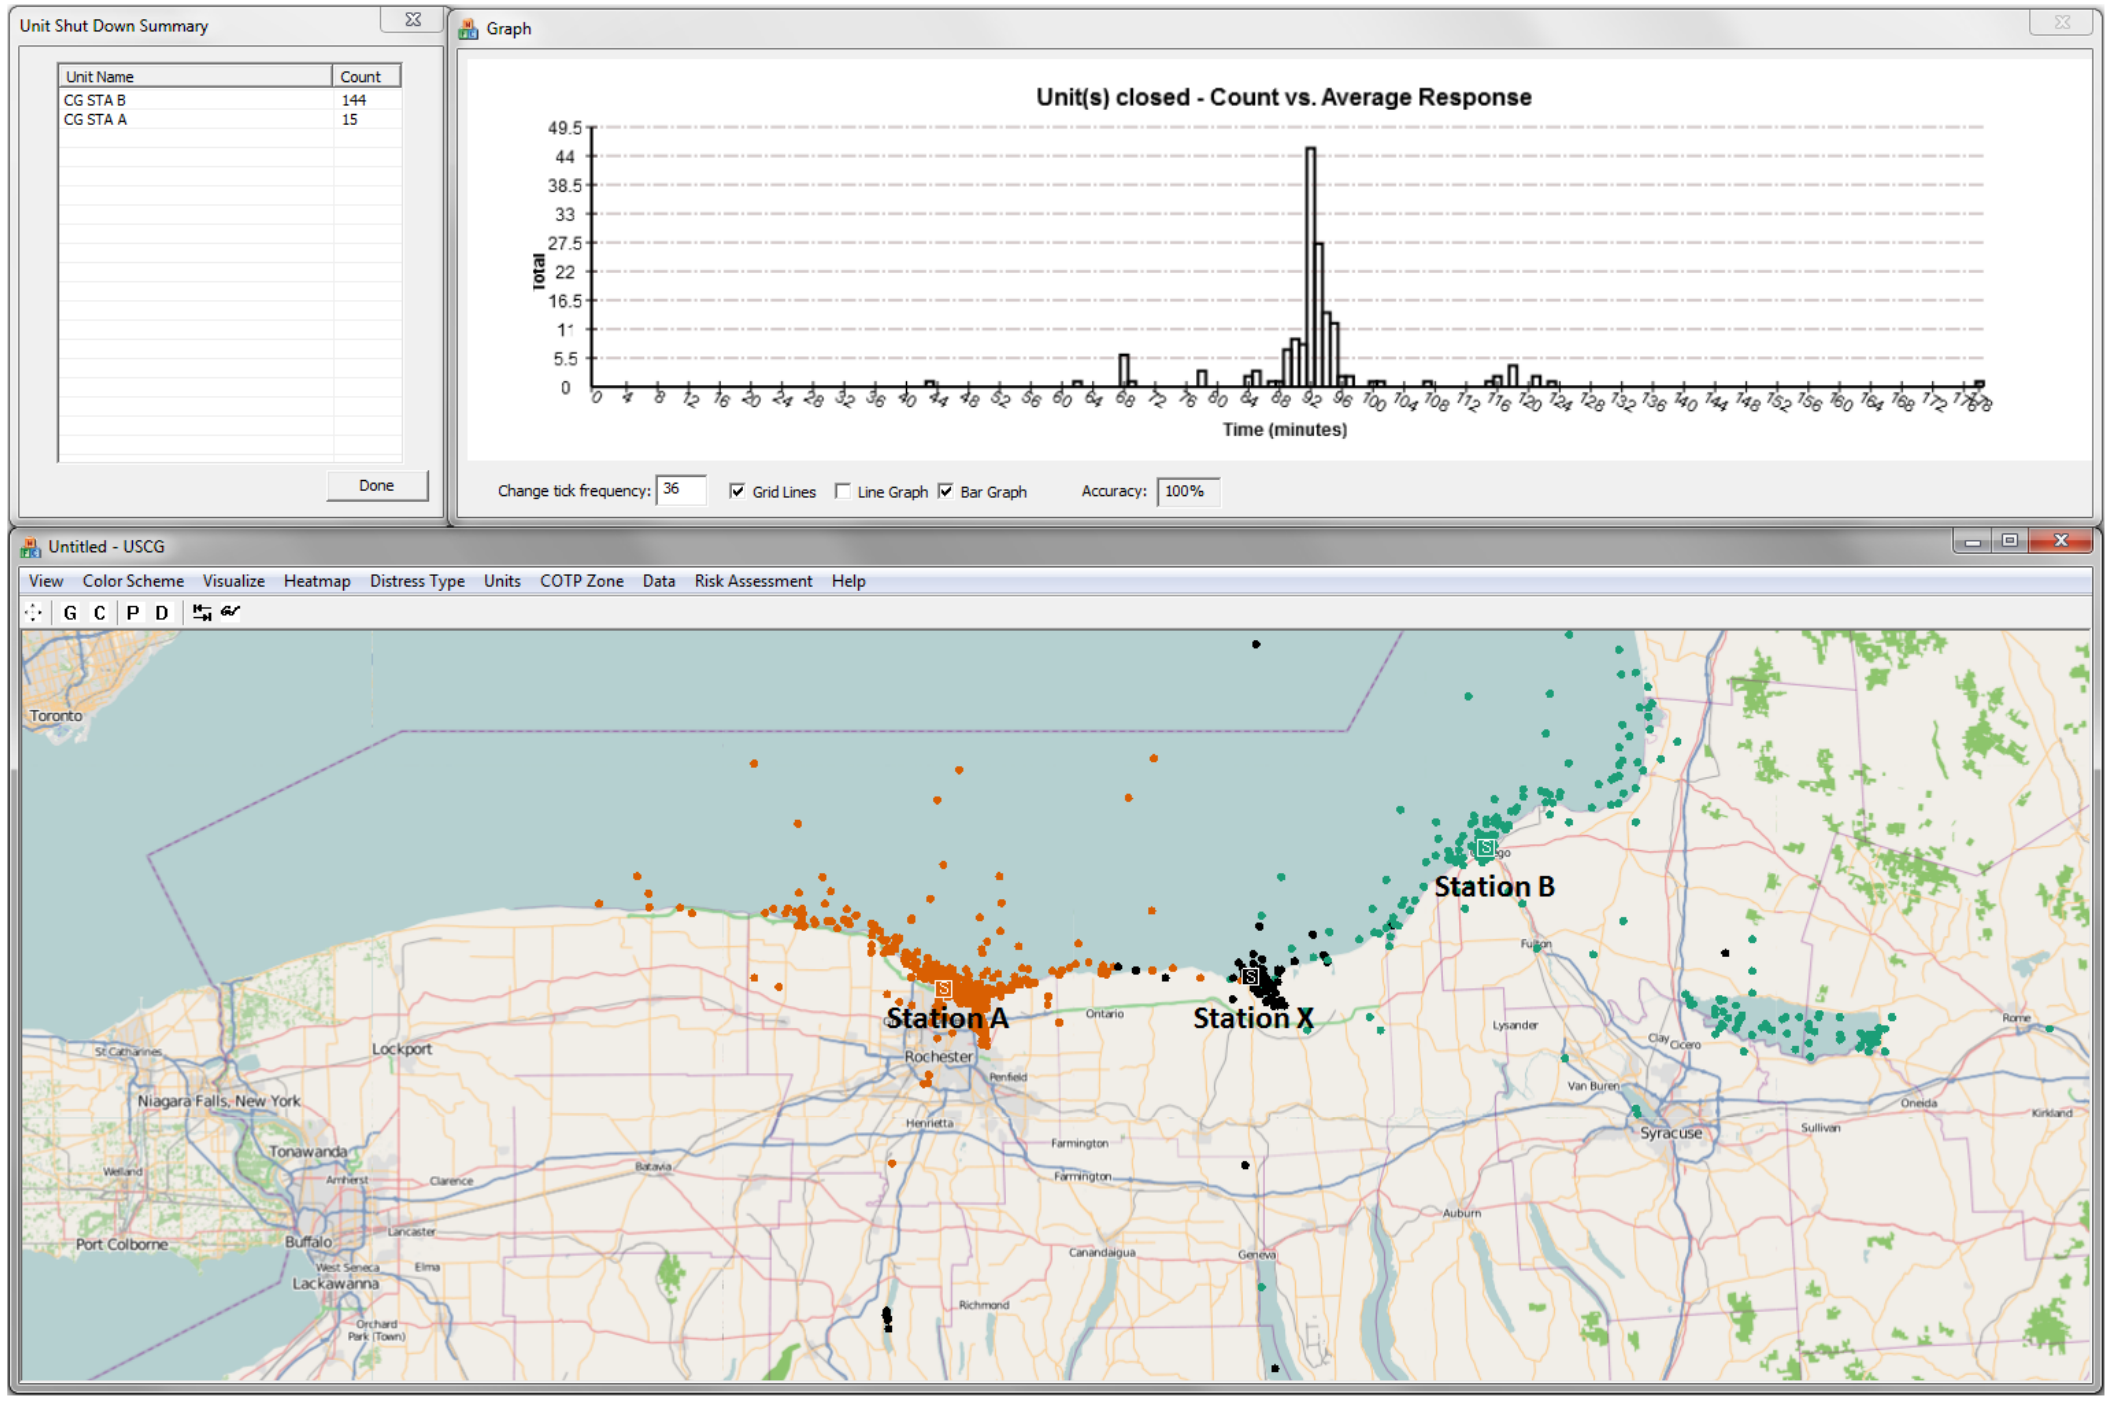 Unit Shut Down Summary
Unit Name Count
CG STA B 144
CG STA A 15
Done
Graph
Unit(s) closed - Count vs. Average Response
49.5
44
38.5
33
27.5
22
16.5
11
5.5
0
Total
0 4 8 12 16 20 24 28 32 36 40 44 48 52 56 60 64 68 72 76 80 84 88 92 96 100 104 108 112 116 120 124 128 132 136 140 144 148 152 156 160 164 168 172 176 178
Time (minutes)
Change tick frequency: 36 Grid Lines Line Graph Bar Graph Accuracy: 100%
Untitled - USCG
View Color Scheme Visualize Heatmap Distress Type Units COTP Zone Data Risk Assessment Help
G C P D
Toronto
Station B
Fulton
Station A
Ontario
Station X
Lysander
Rome
Clay
Cicero
St Catharines
Lockport
Rochester
Penfield
Van Buren
Niagara Falls, New York
Oneida
Kirkland
Henrietta
Syracuse
Sullivan
Tonawanda
Farmington
Welland
Amherst
Clarence
Batavia
Farmington
Auburn
Port Colborne
Buffalo
Lancaster
Canandaigua
Geneva
West Seneca
Elma
Lackawanna
Richmond
Orchard
Park (Town)